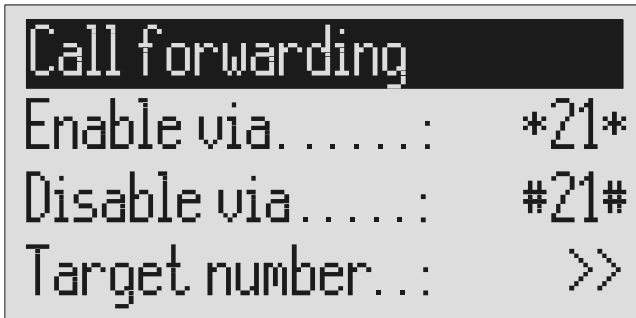 Call forwarding
Enable via......: *21*
Disable via.....: #21#
Target number..: >>